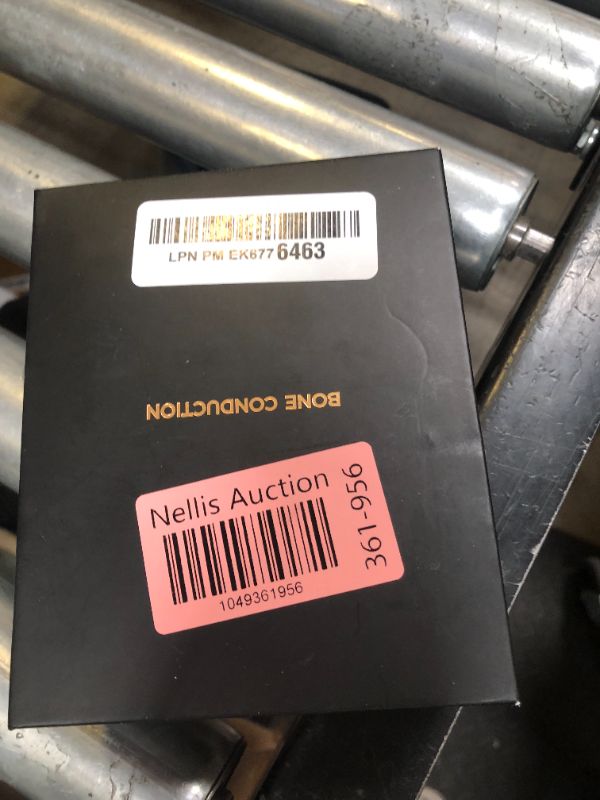 LPN PM EK677 6463
BONE CONDUCTION
Nellis Auction
1049361956
361-956